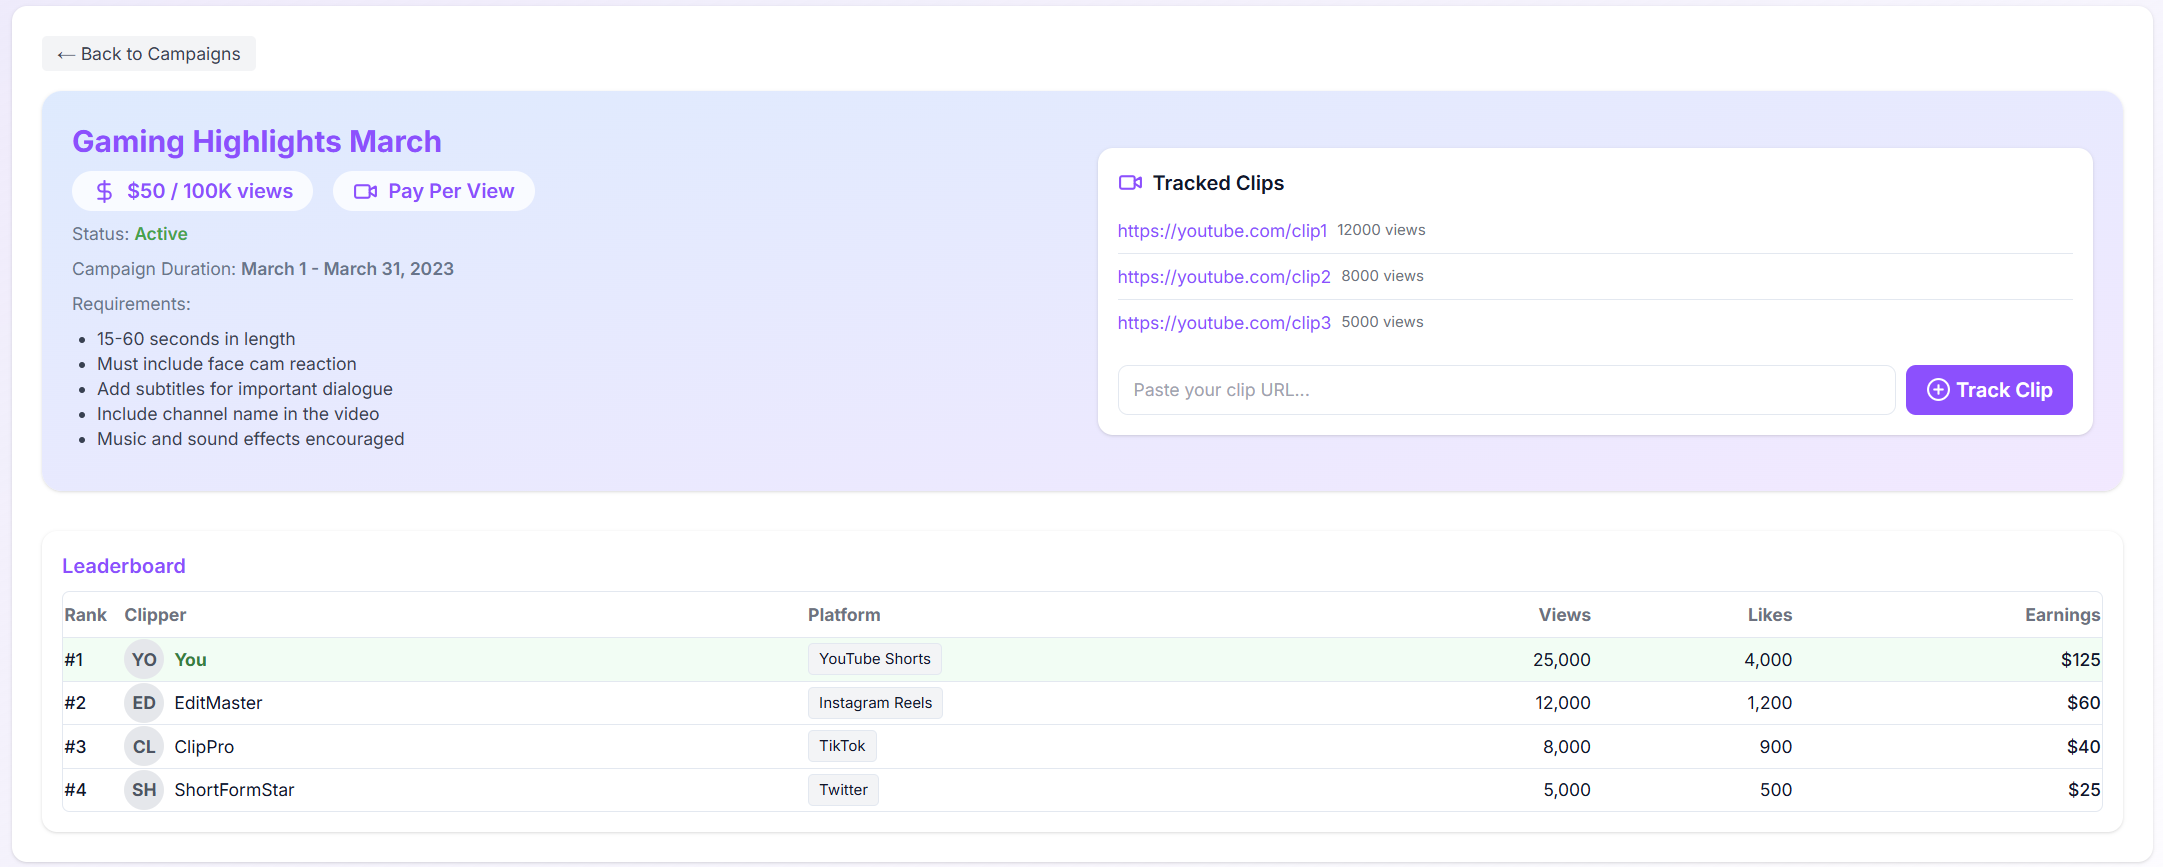 ← Back to Campaigns
Gaming Highlights March
$50 / 100K views
Pay Per View
Status: Active
Campaign Duration: March 1 - March 31, 2023
Requirements:
• 15-60 seconds in length
• Must include face cam reaction
• Add subtitles for important dialogue
• Include channel name in the video
• Music and sound effects encouraged
Tracked Clips
https://youtube.com/clip1 12000 views
https://youtube.com/clip2 8000 views
https://youtube.com/clip3 5000 views
Paste your clip URL...
Track Clip
Leaderboard
Rank Clipper Platform Views Likes Earnings
#1 YO You YouTube Shorts 25,000 4,000 $125
#2 ED EditMaster Instagram Reels 12,000 1,200 $60
#3 CL ClipPro TikTok 8,000 900 $40
#4 SH ShortFormStar Twitter 5,000 500 $25